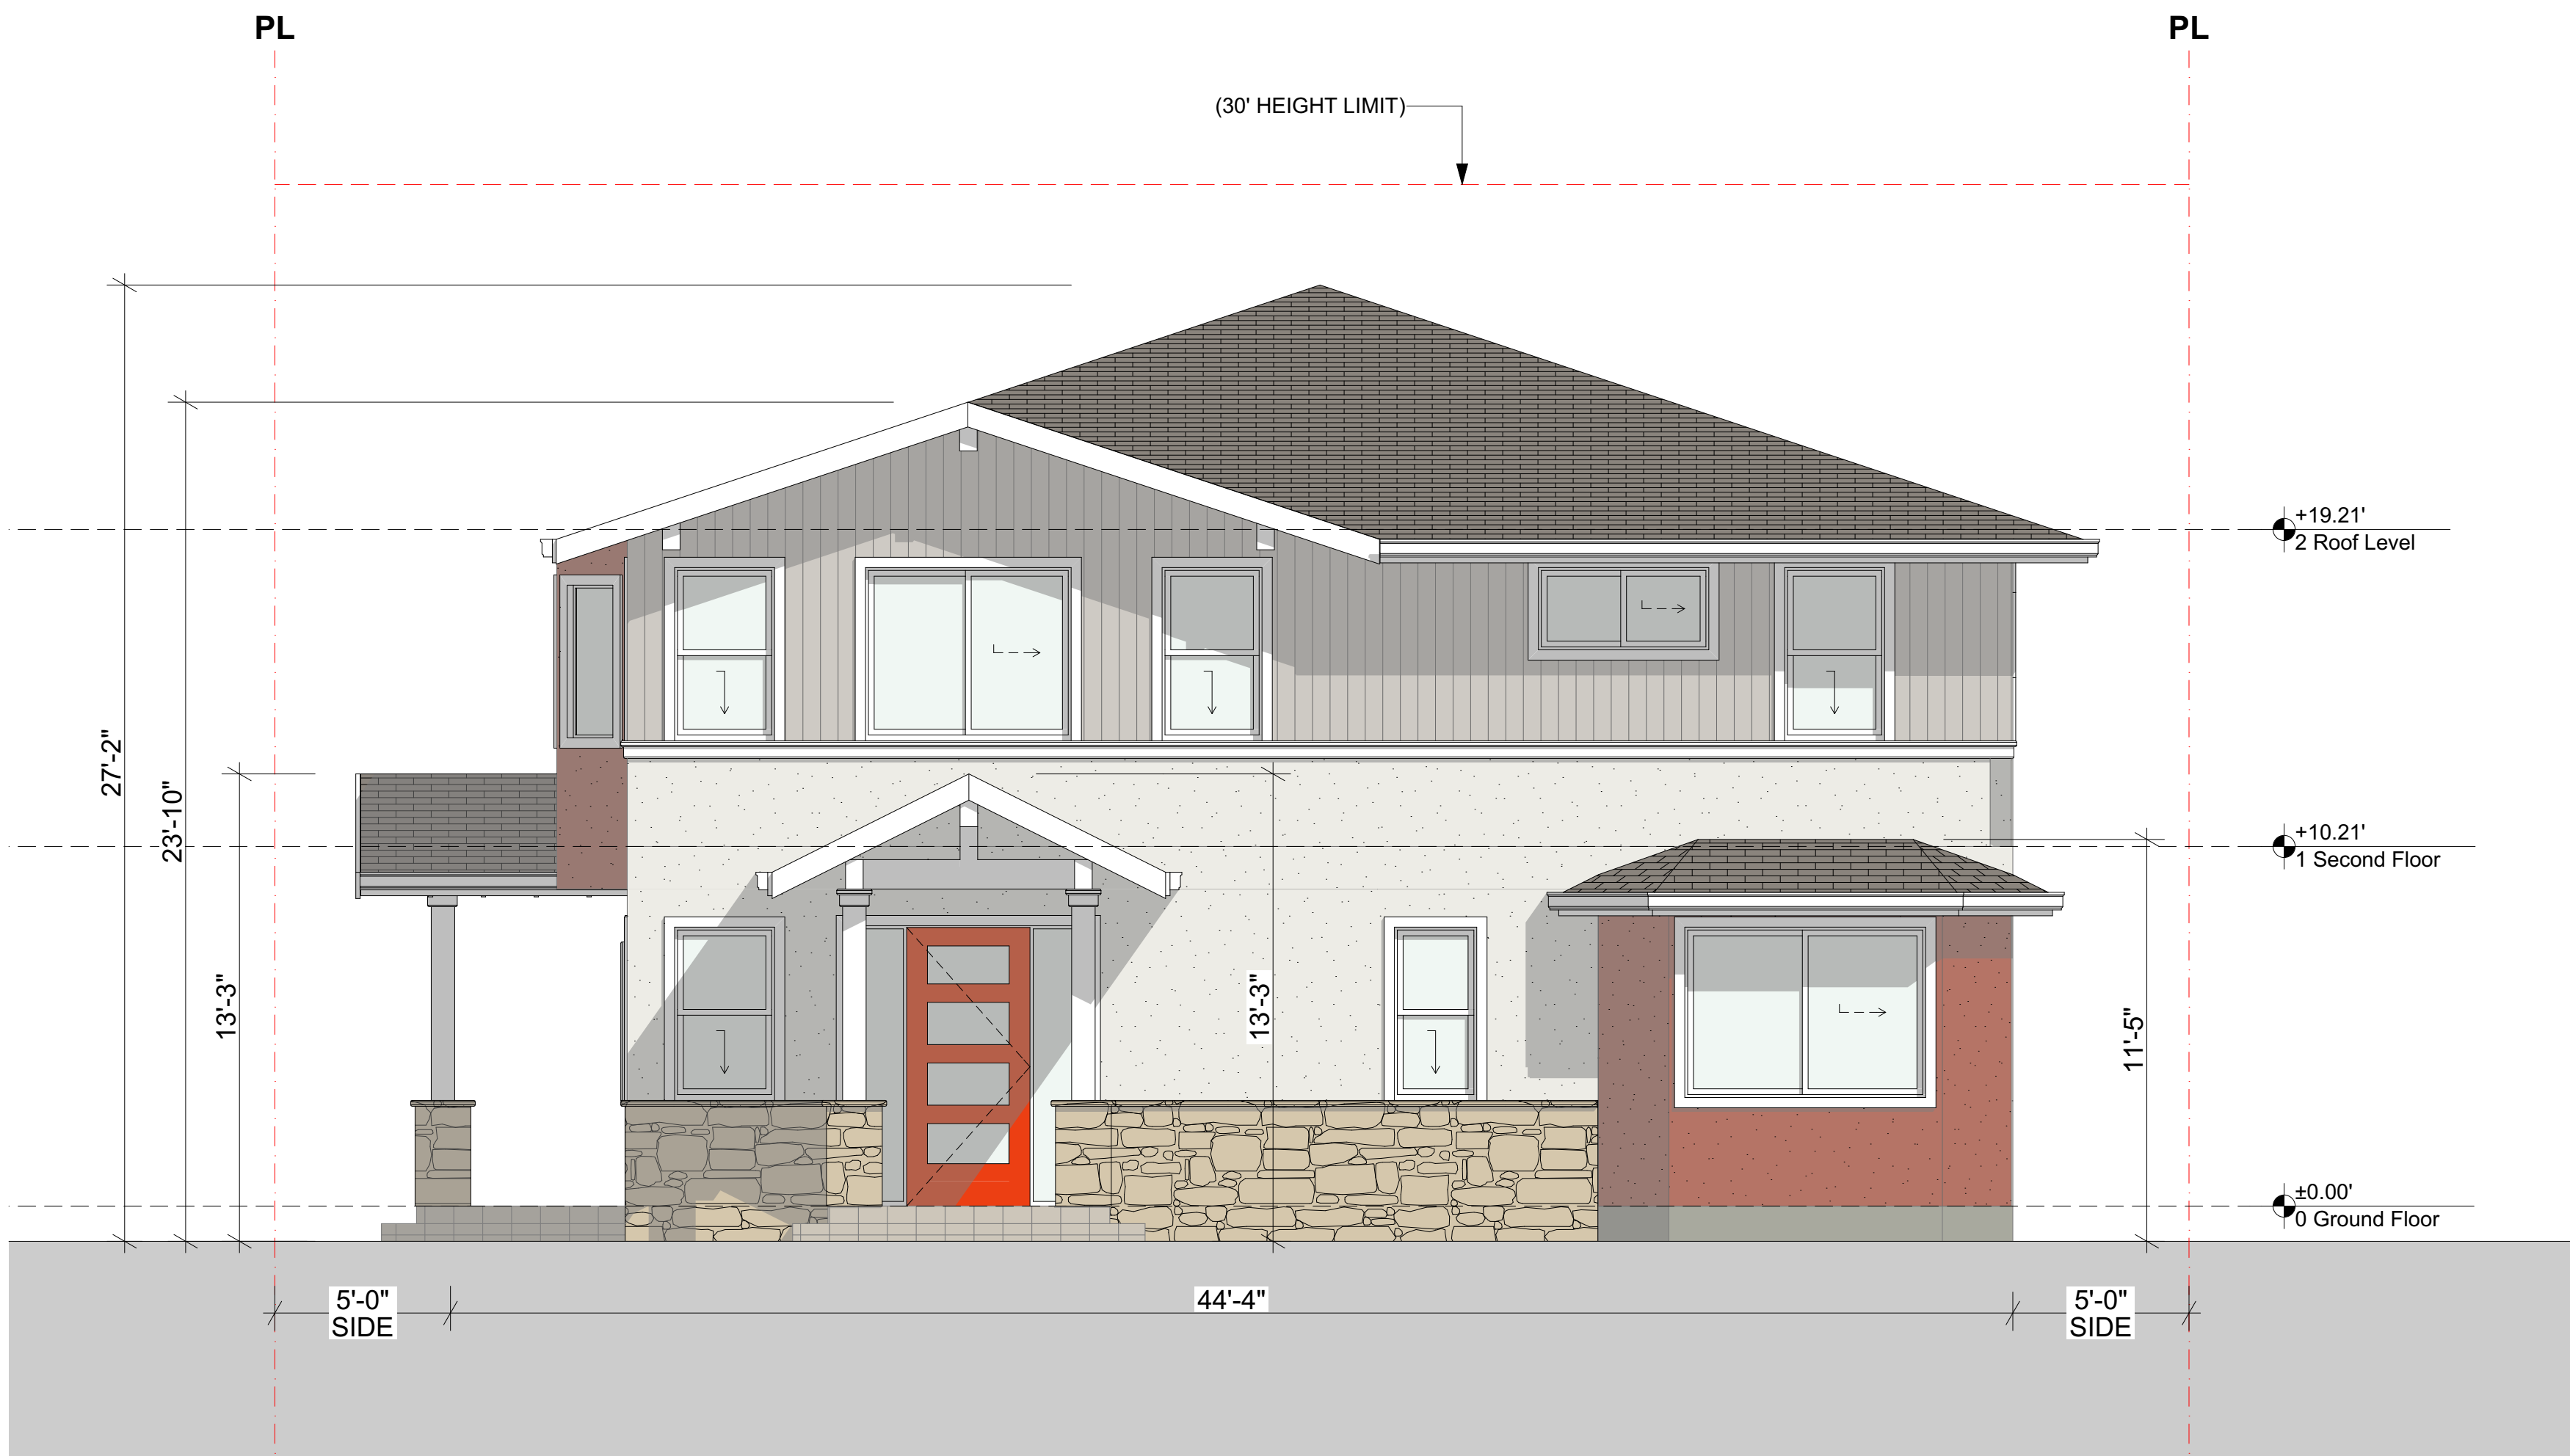 PL
PL
(30' HEIGHT LIMIT)
+19.21'
2 Roof Level
27'-2"
23'-10"
+10.21'
1 Second Floor
13'-3"
13'-3"
11'-5"
±0.00'
0 Ground Floor
5'-0"
SIDE
44'-4"
5'-0"
SIDE